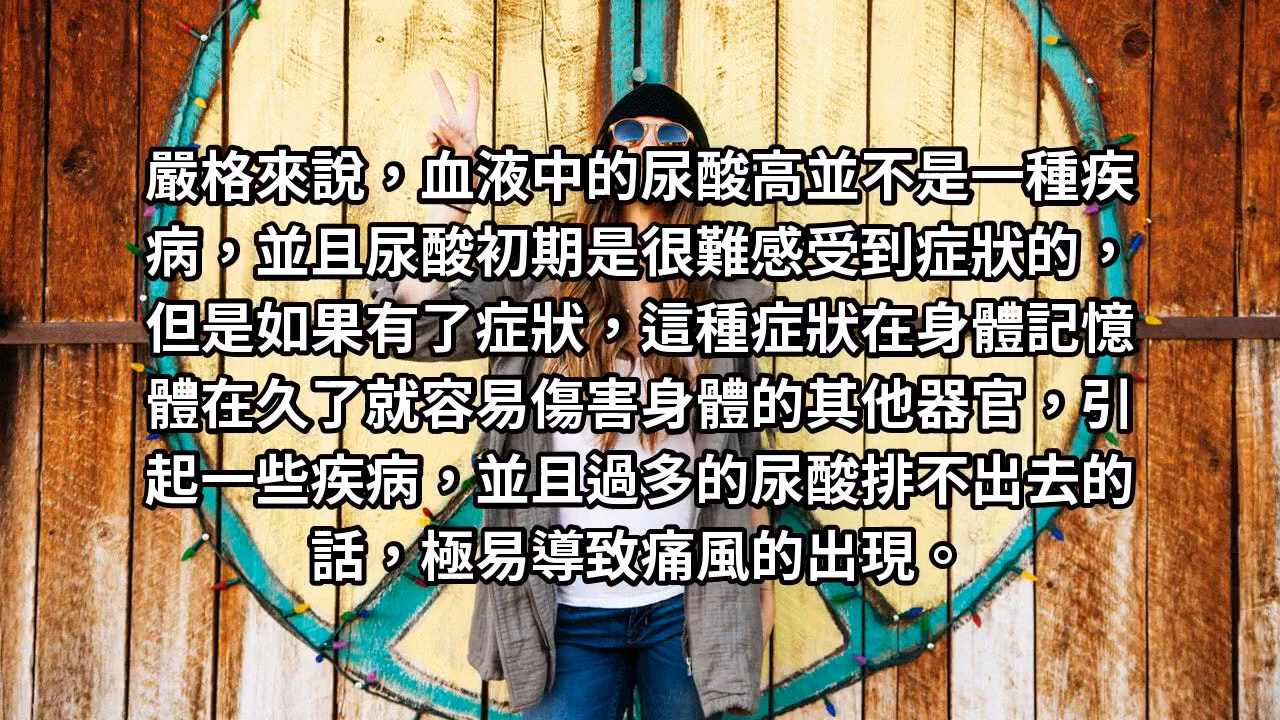 嚴格來說，血液中的尿酸高並不是一種疾
病，並且尿酸初期是很難感受到症狀的，
但是如果有了症狀，這種症狀在身體記憶
體在久了就容易傷害身體的其他器官，引
起一些疾病，並且過多的尿酸排不出去的
話，極易導致痛風的出現。